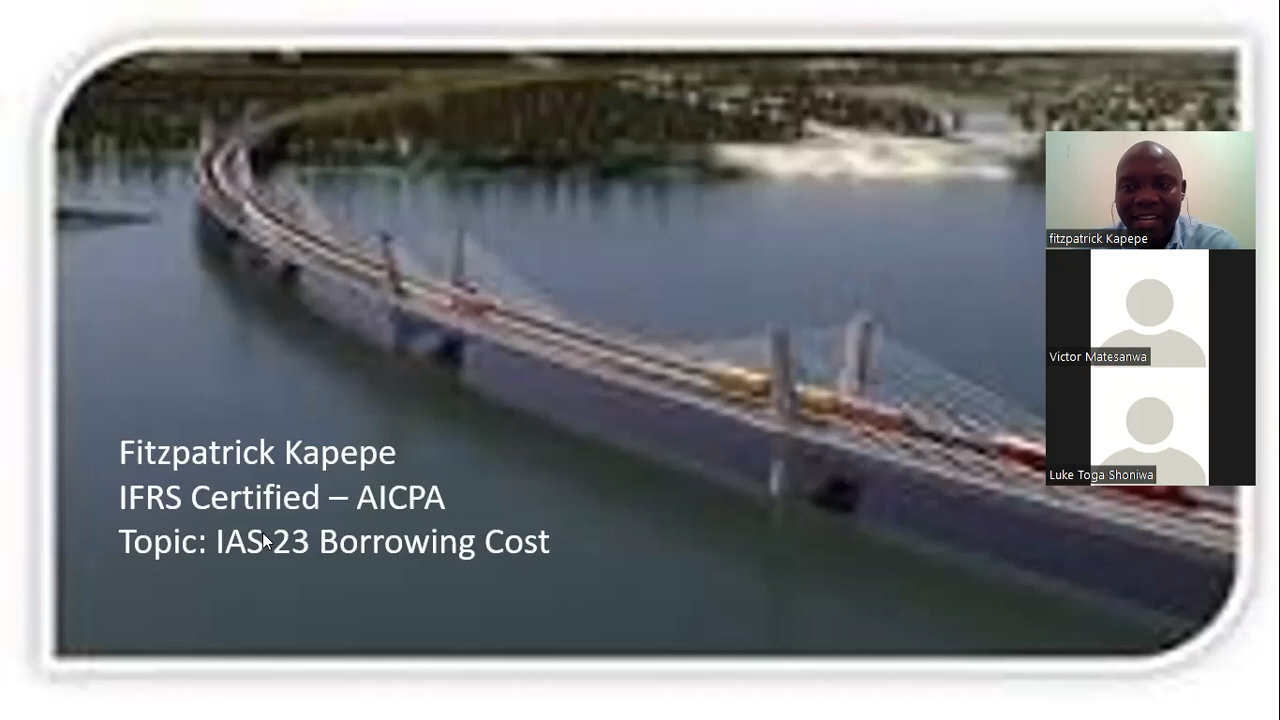 Fitzpatrick Kapepe
IFRS Certified – AICPA
Topic: IAS 23 Borrowing Cost
fitzpatrick Kapepe
Victor Matesanwa
Luke Toga Shoniwa